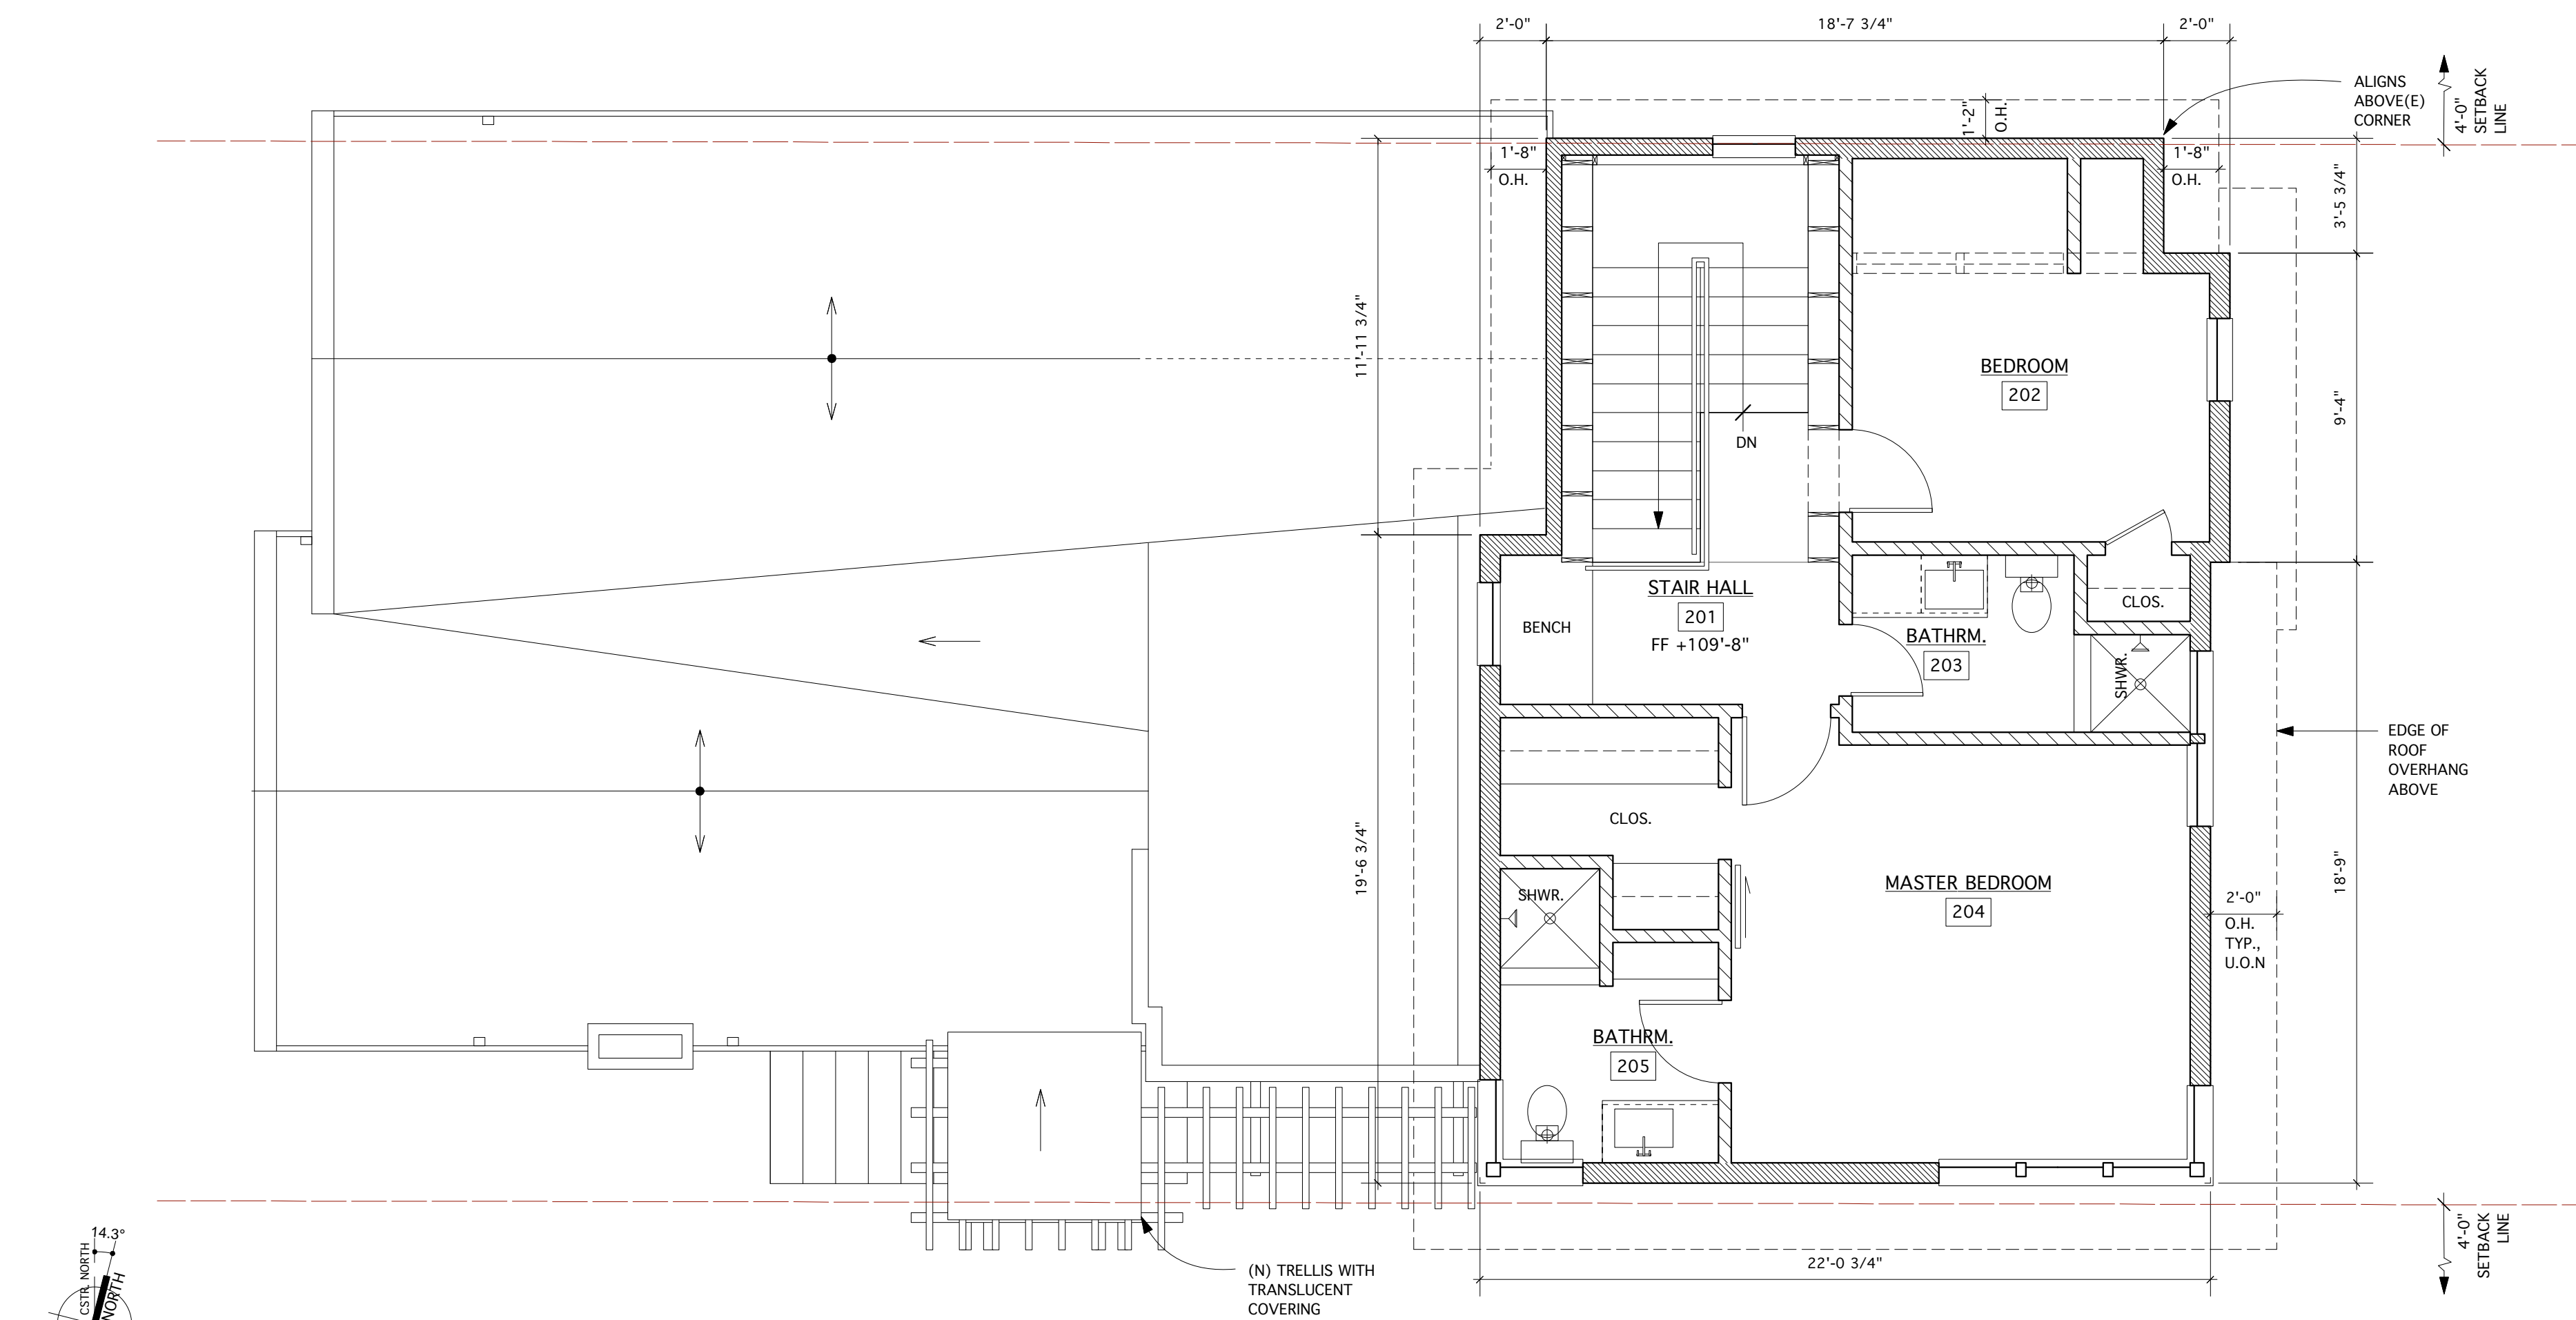 2'-0"
18'-7 3/4"
2'-0"
ALIGNS
ABOVE(E)
CORNER
4'-0"
SETBACK
LINE
1'-2"
O.H.
1'-8"
O.H.
1'-8"
O.H.
3'-5 3/4"
11'-11 3/4"
BEDROOM
202
9'-4"
DN
STAIR HALL
201
FF +109'-8"
BENCH
CLOS.
BATHRM.
203
SHWR.
EDGE OF
ROOF
OVERHANG
ABOVE
CLOS.
19'-6 3/4"
SHWR.
MASTER BEDROOM
204
18'-9"
2'-0"
O.H.
TYP.,
U.O.N
BATHRM.
205
4'-0"
SETBACK
LINE
14.3°
CSTR. NORTH
NORTH
(N) TRELLIS WITH
TRANSLUCENT
COVERING
22'-0 3/4"